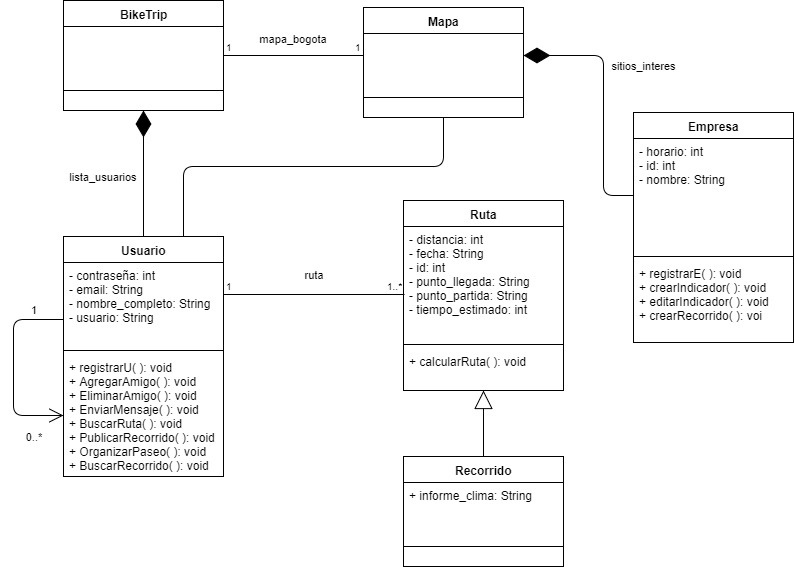 BikeTrip
1
mapa_bogota
1
Mapa
sitios_interes
lista_usuarios
Empresa
- horario: int
- id: int
- nombre: String
+ registrarE( ): void
+ crearIndicador( ): void
+ editarIndicador( ): void
+ crearRecorrido( ): voi
Usuario
- contraseña: int
- email: String
- nombre_completo: String
- usuario: String
+ registrarU( ): void
+ AgregarAmigo( ): void
+ EliminarAmigo( ): void
+ EnviarMensaje( ): void
+ BuscarRuta( ): void
+ PublicarRecorrido( ): void
+ OrganizarPaseo( ): void
+ BuscarRecorrido( ): void
1
0..*
1
ruta
1..*
Ruta
- distancia: int
- fecha: String
- id: int
- punto_llegada: String
- punto_partida: String
- tiempo_estimado: int
+ calcularRuta( ): void
Recorrido
+ informe_clima: String